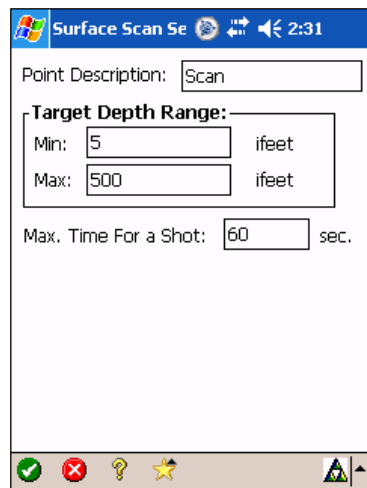 Surface Scan Se 2:31
Point Description: Scan
Target Depth Range:
Min: 5 ifeet
Max: 500 ifeet
Max. Time For a Shot: 60 sec.